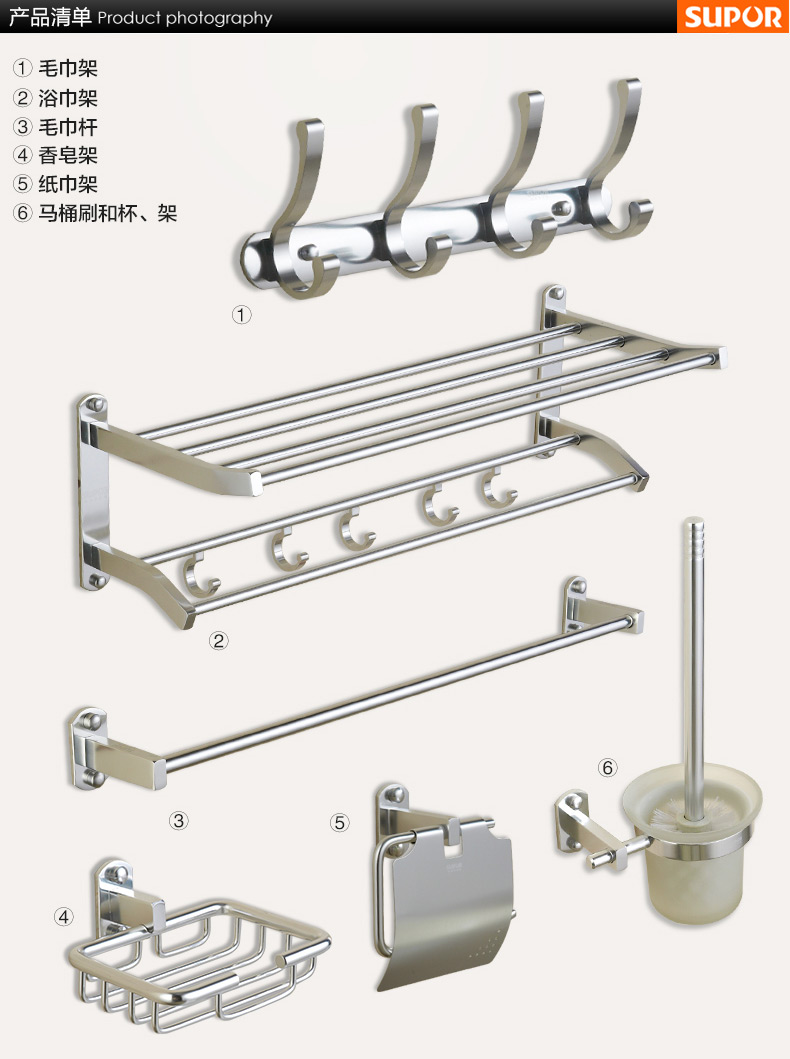 产品清单 Product photography
SUPOR
① 毛巾架
② 浴巾架
③ 毛巾杆
④ 香皂架
⑤ 纸巾架
⑥ 马桶刷和杯、架
①
②
③
④
⑤
⑥